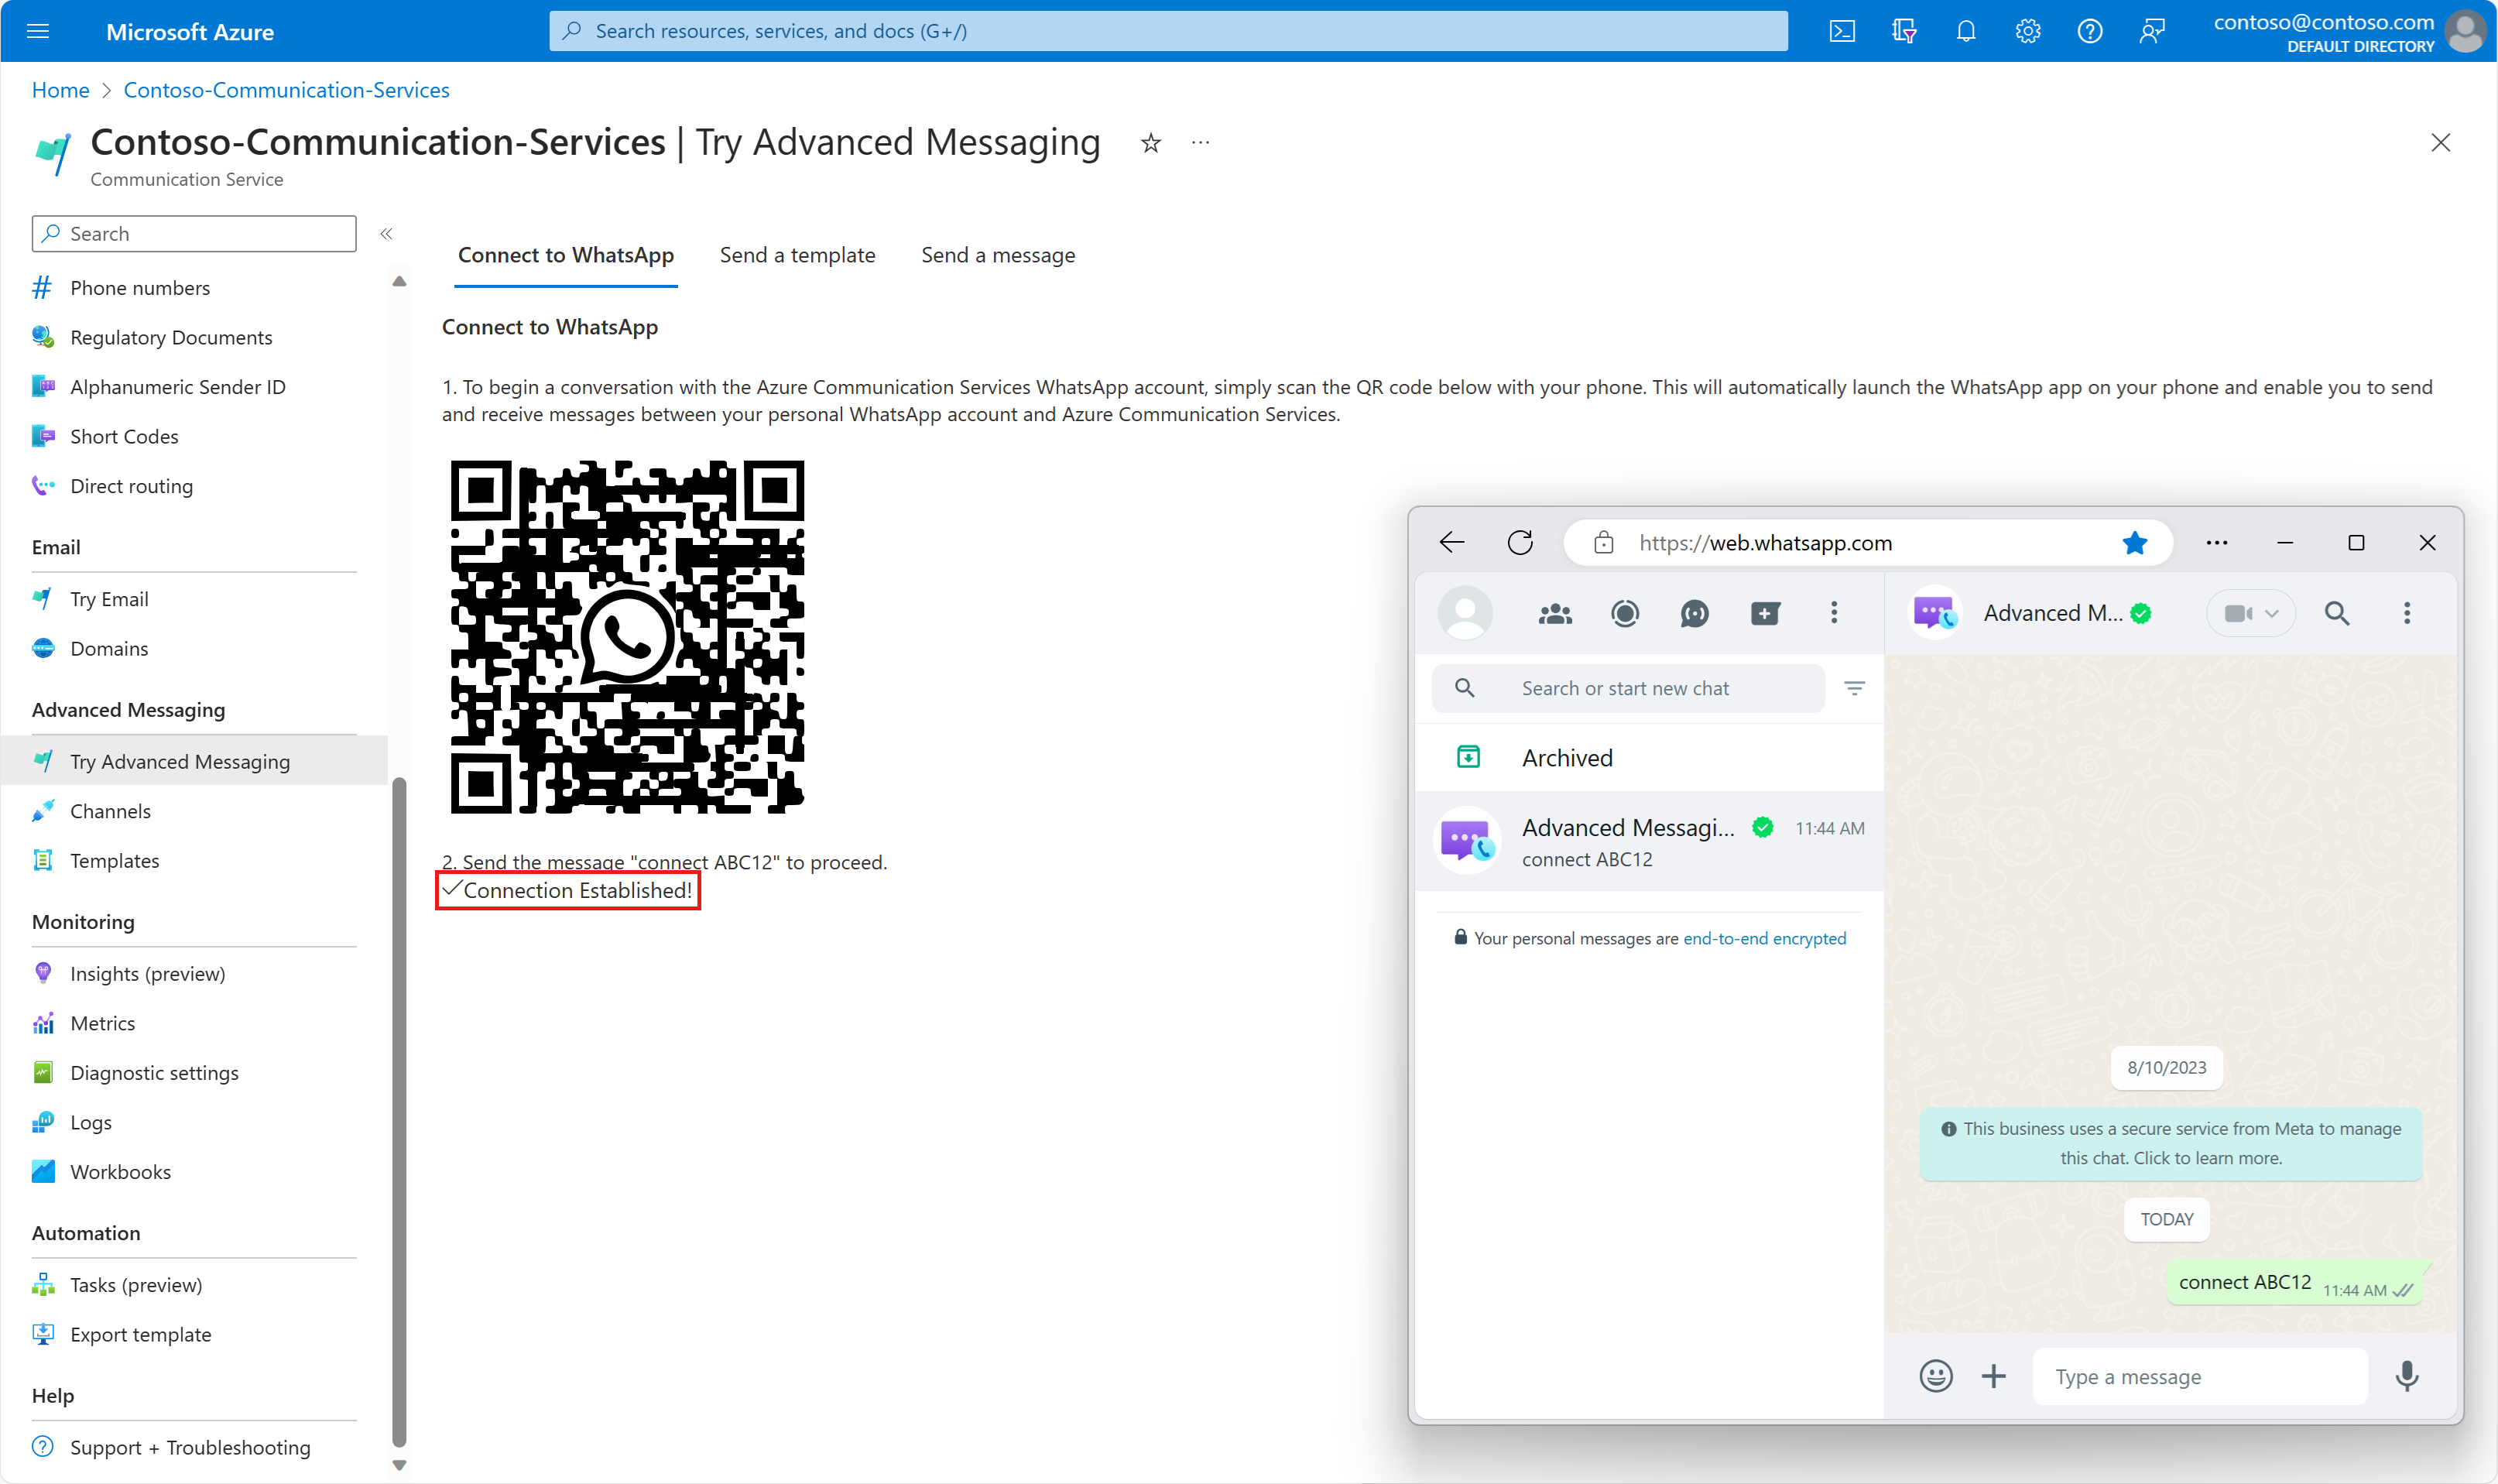 Microsoft Azure
Search resources, services, and docs (G+/)
contoso@contoso.com
DEFAULT DIRECTORY
Home > Contoso-Communication-Services
Contoso-Communication-Services | Try Advanced Messaging
Communication Service
Search
Phone numbers
Regulatory Documents
Alphanumeric Sender ID
Short Codes
Direct routing
Email
Try Email
Domains
Advanced Messaging
Try Advanced Messaging
Channels
Templates
Monitoring
Insights (preview)
Metrics
Diagnostic settings
Logs
Workbooks
Automation
Tasks (preview)
Export template
Help
Support + Troubleshooting
Connect to WhatsApp
Send a template
Send a message
Connect to WhatsApp
1. To begin a conversation with the Azure Communication Services WhatsApp account, simply scan the QR code below with your phone. This will automatically launch the WhatsApp app on your phone and enable you to send
and receive messages between your personal WhatsApp account and Azure Communication Services.
2. Send the message "connect ABC12" to proceed.
Connection Established!
https://web.whatsapp.com
Search or start new chat
Archived
Advanced Messagi... 11:44 AM
connect ABC12
Your personal messages are end-to-end encrypted
Advanced M...
8/10/2023
This business uses a secure service from Meta to manage
this chat. Click to learn more.
TODAY
connect ABC12 11:44 AM
Type a message